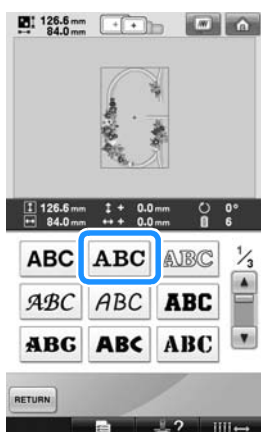 126.6 mm
84.0 mm
126.6 mm + 0.0 mm 0°
84.0 mm + 0.0 mm 6
ABC ABC ABC 1/3
ABC ABC ABC
ABC ABC ABC
RETURN
?